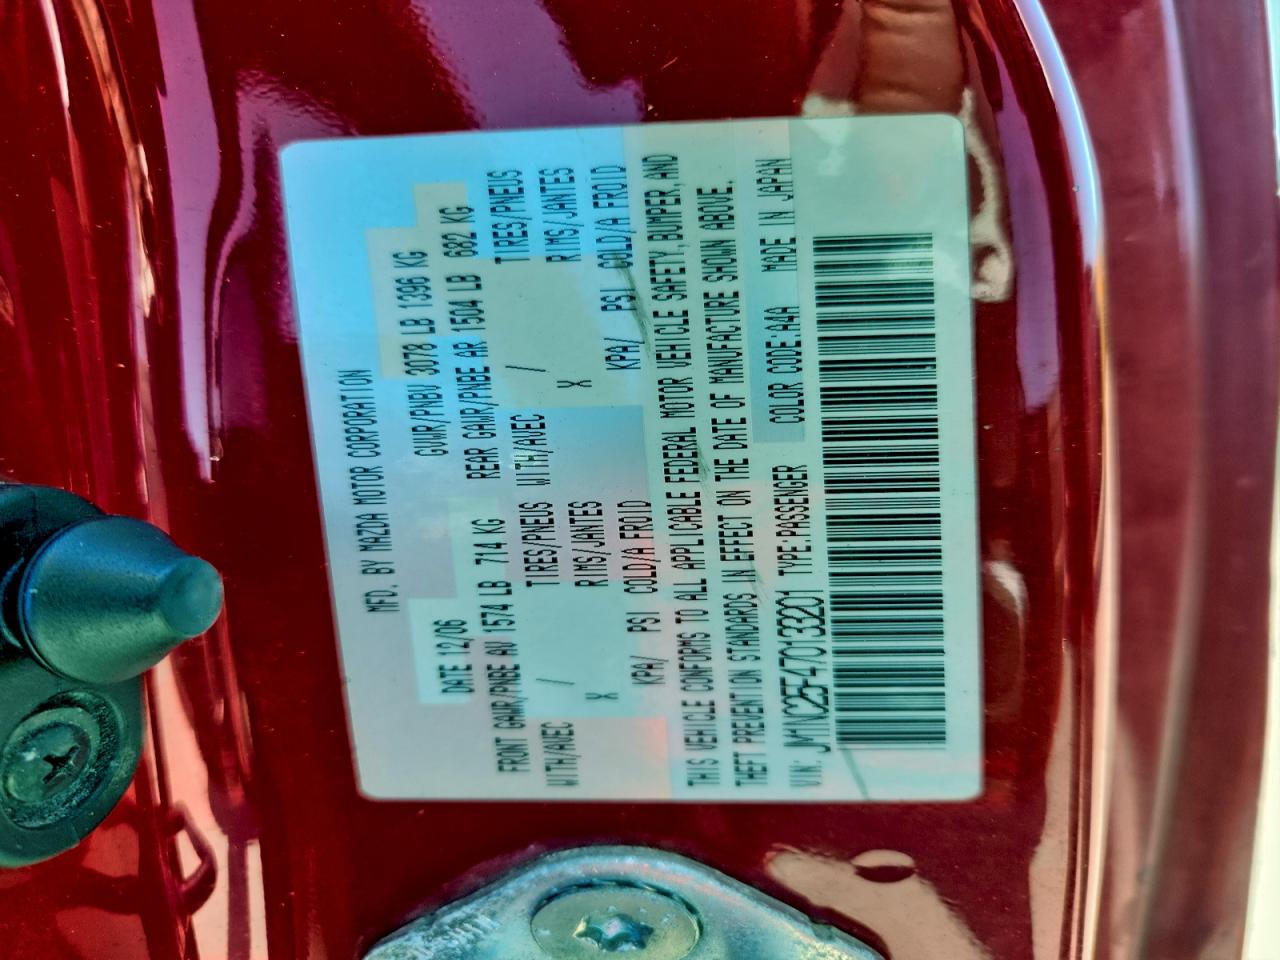 MFD. BY MAZDA MOTOR CORPORATION
DATE 12/06 GVWR/PNBV 3078 LB 1396 KG
FRONT GAWR/PNBE AV 1574 LB 714 KG REAR GAWR/PNBE AR 1504 LB 682 KG
WITH/AVEC / TIRES/PNEUS WITH/AVEC / TIRES/PNEUS
X RIMS/JANTES X RIMS/JANTES
KPA/ PSI COLD/A FROID KPA/ PSI COLD/A FROID
THIS VEHICLE CONFORMS TO ALL APPLICABLE FEDERAL MOTOR VEHICLE SAFETY, BUMPER, AND
THEFT PREVENTION STANDARDS IN EFFECT ON THE DATE OF MANUFACTURE SHOWN ABOVE.
VIN: JM1NC25F470133201 TYPE:PASSENGER COLOR CODE:A4A MADE IN JAPAN